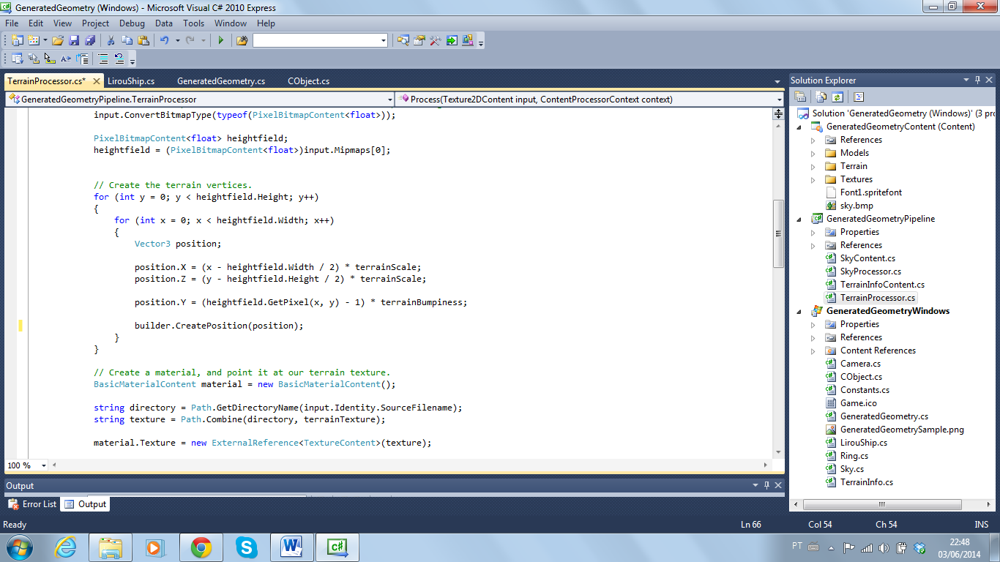 GeneratedGeometry (Windows) - Microsoft Visual C# 2010 Express
File Edit View Project Debug Data Tools Window Help
TerrainProcessor.cs* LirouShip.cs GeneratedGeometry.cs CObject.cs
GeneratedGeometryPipeline.TerrainProcessor Process(Texture2DContent input, ContentProcessorContext context)
input.ConvertBitmapType(typeof(PixelBitmapContent<float>));
PixelBitmapContent<float> heightfield;
heightfield = (PixelBitmapContent<float>)input.Mipmaps[0];
// Create the terrain vertices.
for (int y = 0; y < heightfield.Height; y++)
{
for (int x = 0; x < heightfield.Width; x++)
{
Vector3 position;
position.X = (x - heightfield.Width / 2) * terrainScale;
position.Z = (y - heightfield.Height / 2) * terrainScale;
position.Y = (heightfield.GetPixel(x, y) - 1) * terrainBumpiness;
builder.CreatePosition(position);
}
}
// Create a material, and point it at our terrain texture.
BasicMaterialContent material = new BasicMaterialContent();
string directory = Path.GetDirectoryName(input.Identity.SourceFilename);
string texture = Path.Combine(directory, terrainTexture);
material.Texture = new ExternalReference<TextureContent>(texture);
100 %
Output
Error List Output
Solution Explorer
Solution 'GeneratedGeometry (Windows)' (3 pr
GeneratedGeometryContent (Content)
References
Models
Terrain
Textures
Font1.spritefont
sky.bmp
GeneratedGeometryPipeline
Properties
References
SkyContent.cs
SkyProcessor.cs
TerrainInfoContent.cs
TerrainProcessor.cs
GeneratedGeometryWindows
Properties
References
Content References
Camera.cs
CObject.cs
Constants.cs
Game.ico
GeneratedGeometry.cs
GeneratedGeometrySample.png
LirouShip.cs
Ring.cs
Sky.cs
TerrainInfo.cs
Ready Ln 66 Col 54 Ch 54 INS
PT 22:48
03/06/2014